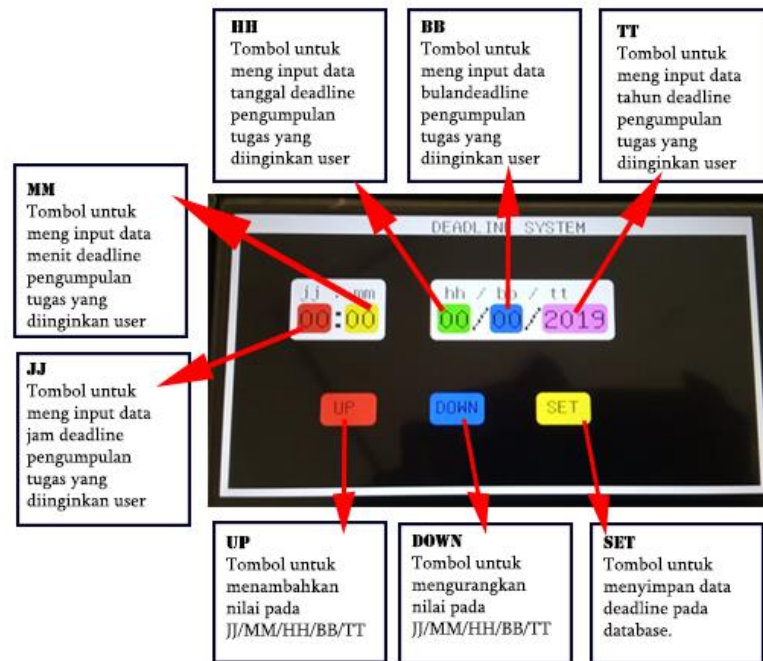 HH
Tombol untuk
meng input data
tanggal deadline
pengumpulan
tugas yang
diinginkan user
BB
Tombol untuk
meng input data
bulandeadline
pengumpulan
tugas yang
diinginkan user
TT
Tombol untuk
meng input data
tahun deadline
pengumpulan
tugas yang
diinginkan user
MM
Tombol untuk
meng input data
menit deadline
pengumpulan
tugas yang
diinginkan user
JJ
Tombol untuk
meng input data
jam deadline
pengumpulan
tugas yang
diinginkan user
DEADLINE SYSTEM
jj : mm
hh / bb / tt
00:00
00/00/2019
UP
DOWN
SET
UP
Tombol untuk
menambahkan
nilai pada
JJ/MM/HH/BB/TT
DOWN
Tombol untuk
mengurangkan
nilai pada
JJ/MM/HH/BB/TT
SET
Tombol untuk
menyimpan data
deadline pada
database.